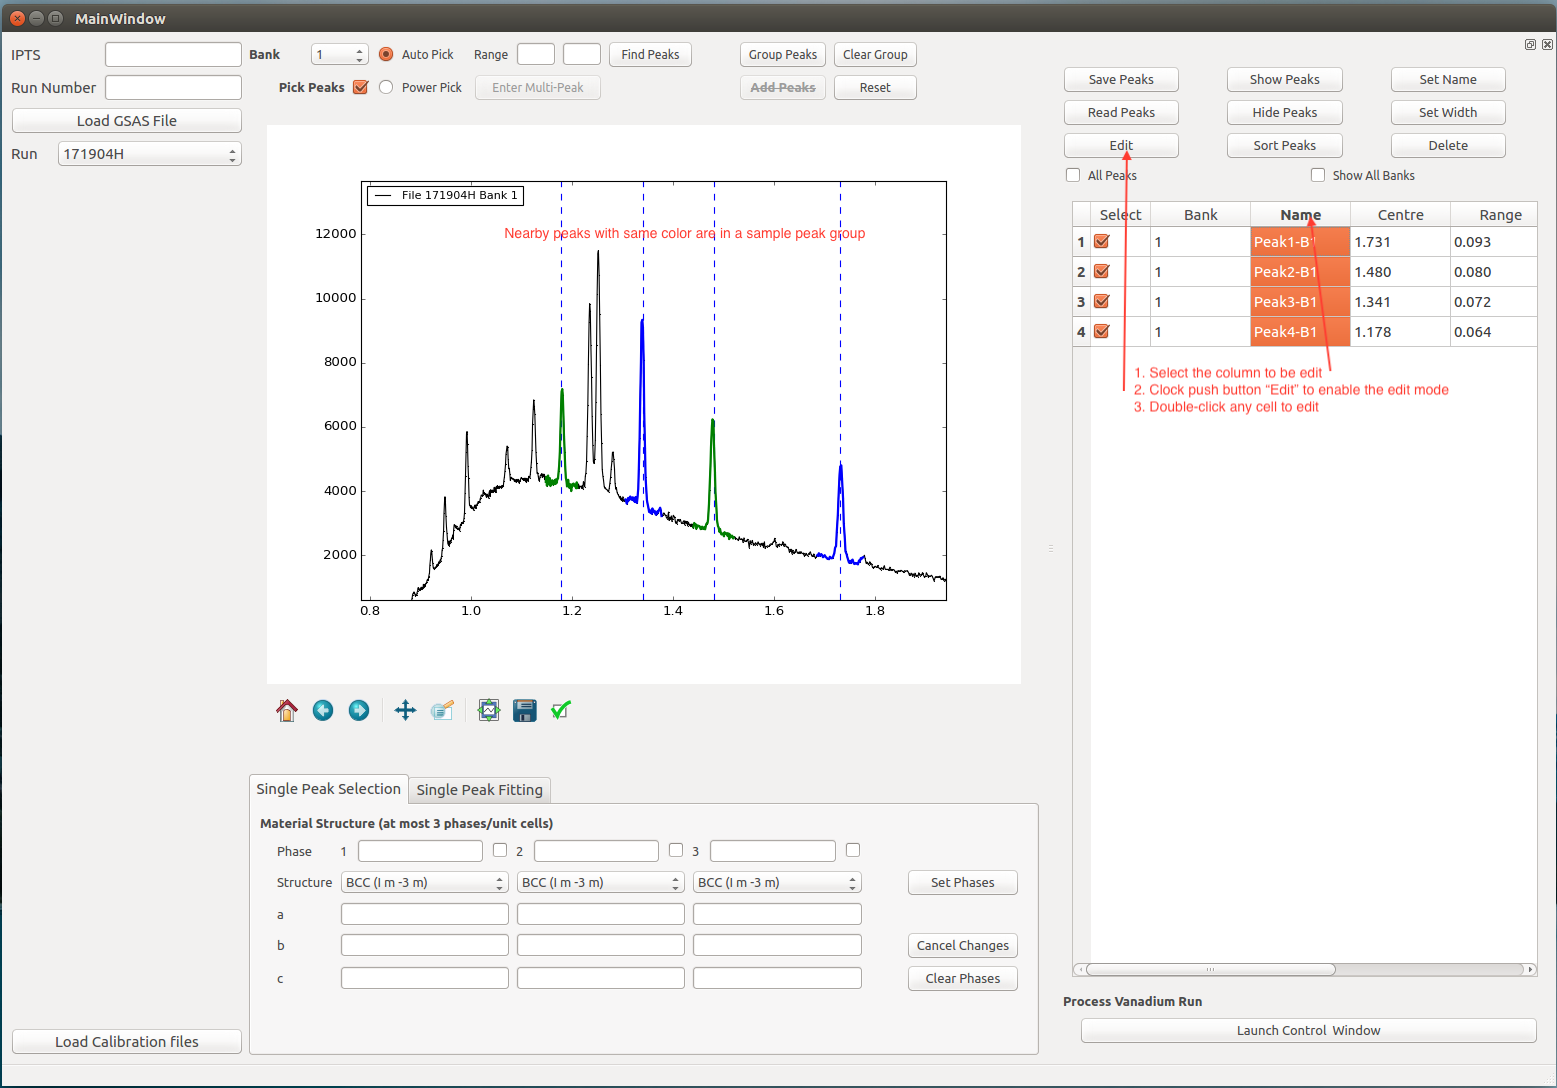 MainWindow
IPTS
Bank 1 Auto Pick Range Find Peaks Group Peaks Clear Group
Run Number
Pick Peaks Power Pick Enter Multi-Peak Add Peaks Reset
Load GSAS File
Run 171904H
Save Peaks Show Peaks Set Name
Read Peaks Hide Peaks Set Width
Edit Sort Peaks Delete
All Peaks Show All Banks
File 171904H Bank 1
Nearby peaks with same color are in a sample peak group
12000
10000
8000
6000
4000
2000
0.8 1.0 1.2 1.4 1.6 1.8
Select Bank Name Centre Range
1 1 Peak1-B1 1.731 0.093
2 1 Peak2-B1 1.480 0.080
3 1 Peak3-B1 1.341 0.072
4 1 Peak4-B1 1.178 0.064
1. Select the column to be edit
2. Clock push button “Edit” to enable the edit mode
3. Double-click any cell to edit
Single Peak Selection Single Peak Fitting
Material Structure (at most 3 phases/unit cells)
Phase 1 2 3
Structure BCC (I m -3 m) BCC (I m -3 m) BCC (I m -3 m) Set Phases
a
b Cancel Changes
c Clear Phases
Process Vanadium Run
Launch Control Window
Load Calibration files